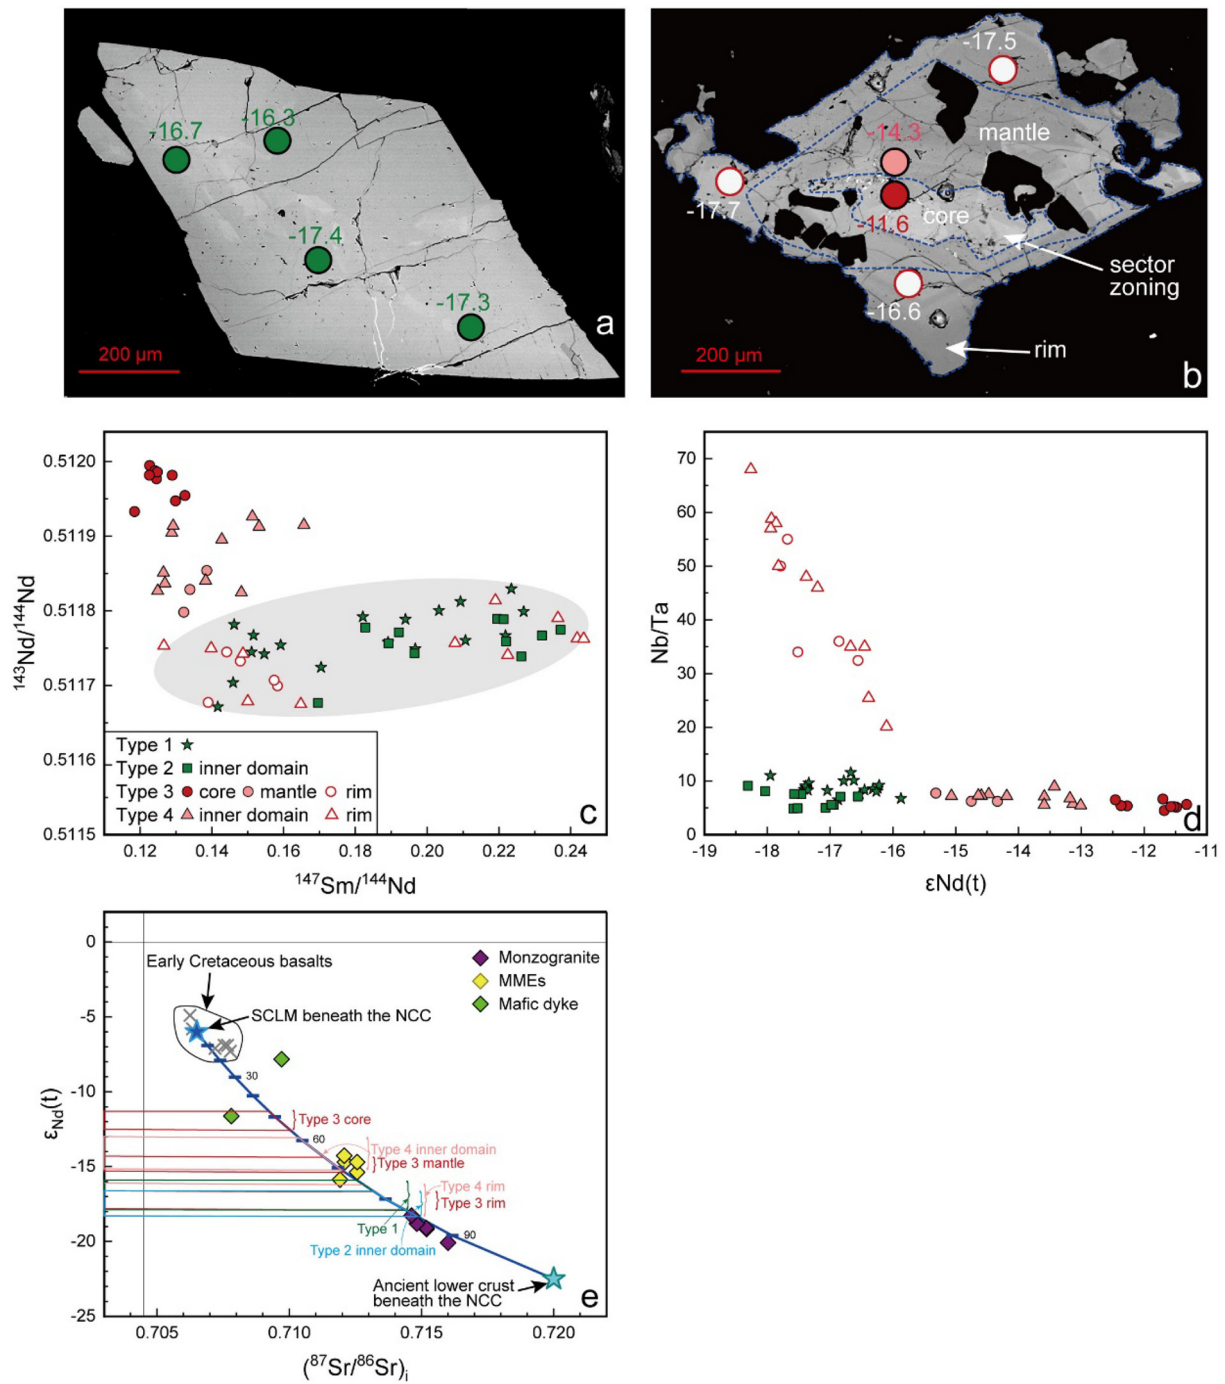 -16.7
-16.3
-17.4
-17.3
200 µm
a
-17.5
mantle
-14.3
-17.7
core
-11.6
sector
zoning
-16.6
rim
200 µm
b
0.5120
0.5119
0.5118
0.5117
0.5116
0.5115
143Nd/144Nd
Type 1
Type 2 inner domain
Type 3 core mantle rim
Type 4 inner domain rim
c
0.12 0.14 0.16 0.18 0.20 0.22 0.24
147Sm/144Nd
70
60
50
40
30
20
10
0
Nb/Ta
d
-19 -18 -17 -16 -15 -14 -13 -12 -11
εNd(t)
0
-5
-10
-15
-20
-25
εNd(t)
Early Cretaceous basalts
SCLM beneath the NCC
Monzogranite
MMEs
Mafic dyke
30
Type 3 core
60
Type 4 inner domain
Type 3 mantle
Type 4 rim
Type 3 rim
Type 1
90
Type 2 inner domain
Ancient lower crust
beneath the NCC
e
0.705 0.710 0.715 0.720
(87Sr/86Sr)i